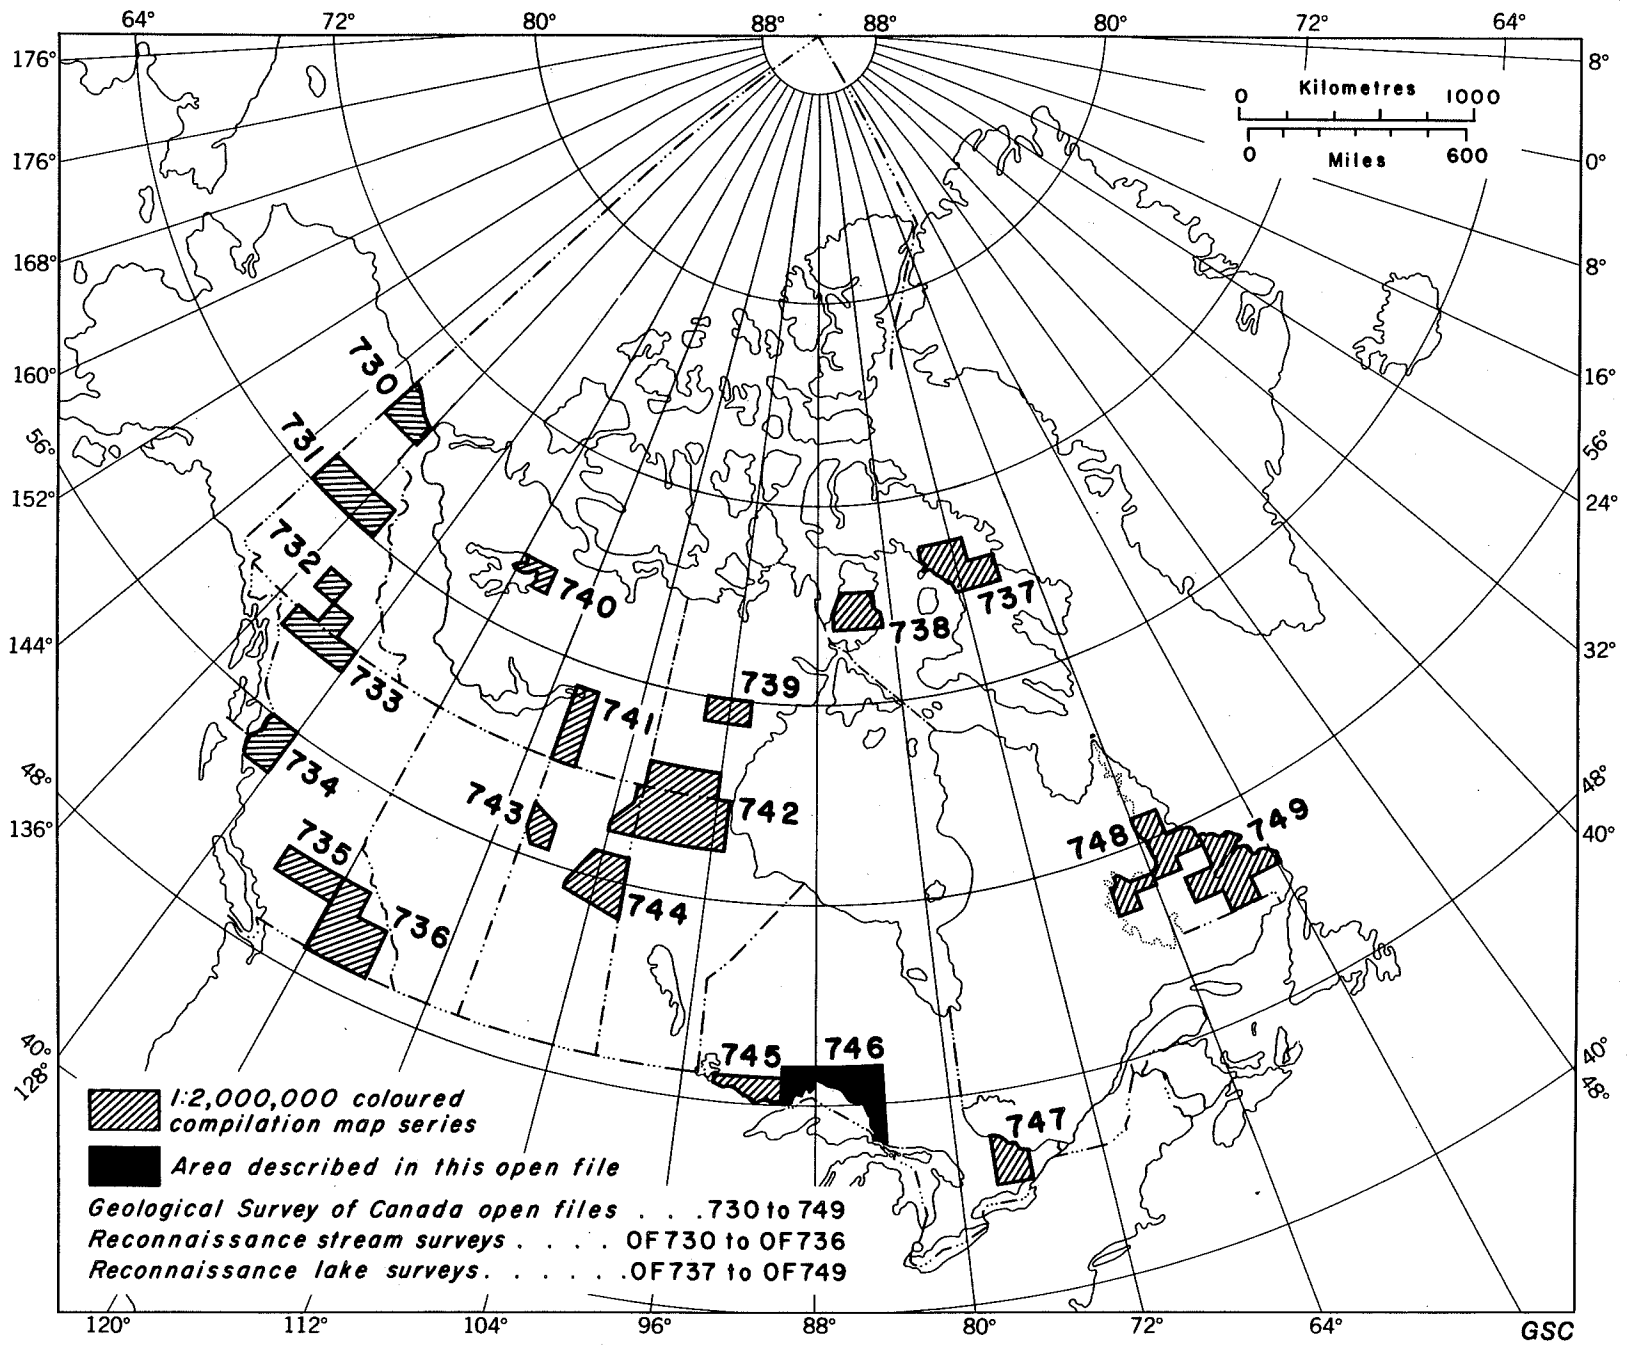 64° 72° 80° 88° 88° 80° 72° 64°
176° 8°
Kilometres
0 1000
0 600
Miles
176° 0°
168° 8°
160° 16°
730
731
56° 56°
152° 24°
732
740
737
738
144° 32°
733
739
741
734
48° 48°
743
742
136° 40°
748
749
735
744
736
40° 40°
745 746
128° 48°
747
1:2,000,000 coloured
compilation map series
Area described in this open file
Geological Survey of Canada open files . . . 730 to 749
Reconnaissance stream surveys . . . . OF730 to OF736
Reconnaissance lake surveys . . . . . . . OF737 to OF749
120° 112° 104° 96° 88° 80° 72° 64°
GSC